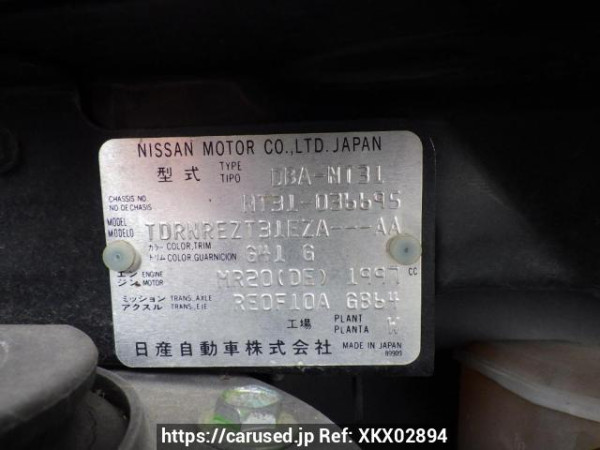 NISSAN MOTOR CO.,LTD. JAPAN
型式 TYPE TIPO DBA-NT31
CHASSIS NO. NO DE CHASIS NT31-035595
MODEL MODELO TDRNREZT31EZA---AA
カラー COLOR,TRIM トリム COLOR,GUARNICION G41 G
エンジン ENGINE MOTOR MR20(DE) 1997 CC
ミッション アクスル TRANS. AXLE TRANS., EJE RE0F10A GB64
工場 PLANT PLANTA W
日産自動車株式会社 MADE IN JAPAN
89909
https://carused.jp Ref: XKX02894